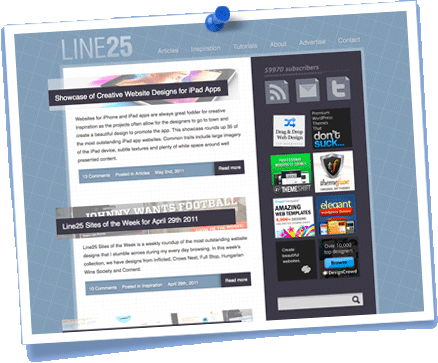 LINE25
Articles Inspiration Tutorials About Advertise Contact
59970 subscribers
Showcase of Creative Website Designs for iPad Apps
Websites for iPhone and iPad apps are always great fodder for creative
inspiration as the projects often allow for the designers to go to town and
create a beautiful design to promote the app. This showcase rounds up 35 of
the most outstanding iPad app websites. Common traits include large imagery
of the iPad device, subtle textures and plenty of white space around well
presented content.
13 Comments Posted in Articles May 2nd, 2011 Read more
JOHNNY WANTS FOOTBALL
Line25 Sites of the Week for April 29th 2011
Line25 Sites of the Week is a weekly roundup of the most outstanding website
designs that I stumble across during my every day browsing. In this week's
collection, we have designs from Inflicted, Crows Nest, Full Stop, Hungarian
Wine Society and Contard.
10 Comments Posted in Inspiration April 29th, 2011 Read more
Drag & Drop
Web Design
Premium
WordPress
Themes
That
don't
suck...
THEMESHIFT
themefuse
AMAZING
WEB TEMPLATES
elegant
Create
beautiful
websites.
Over 10,000
top designers
Browse
DesignCrowd